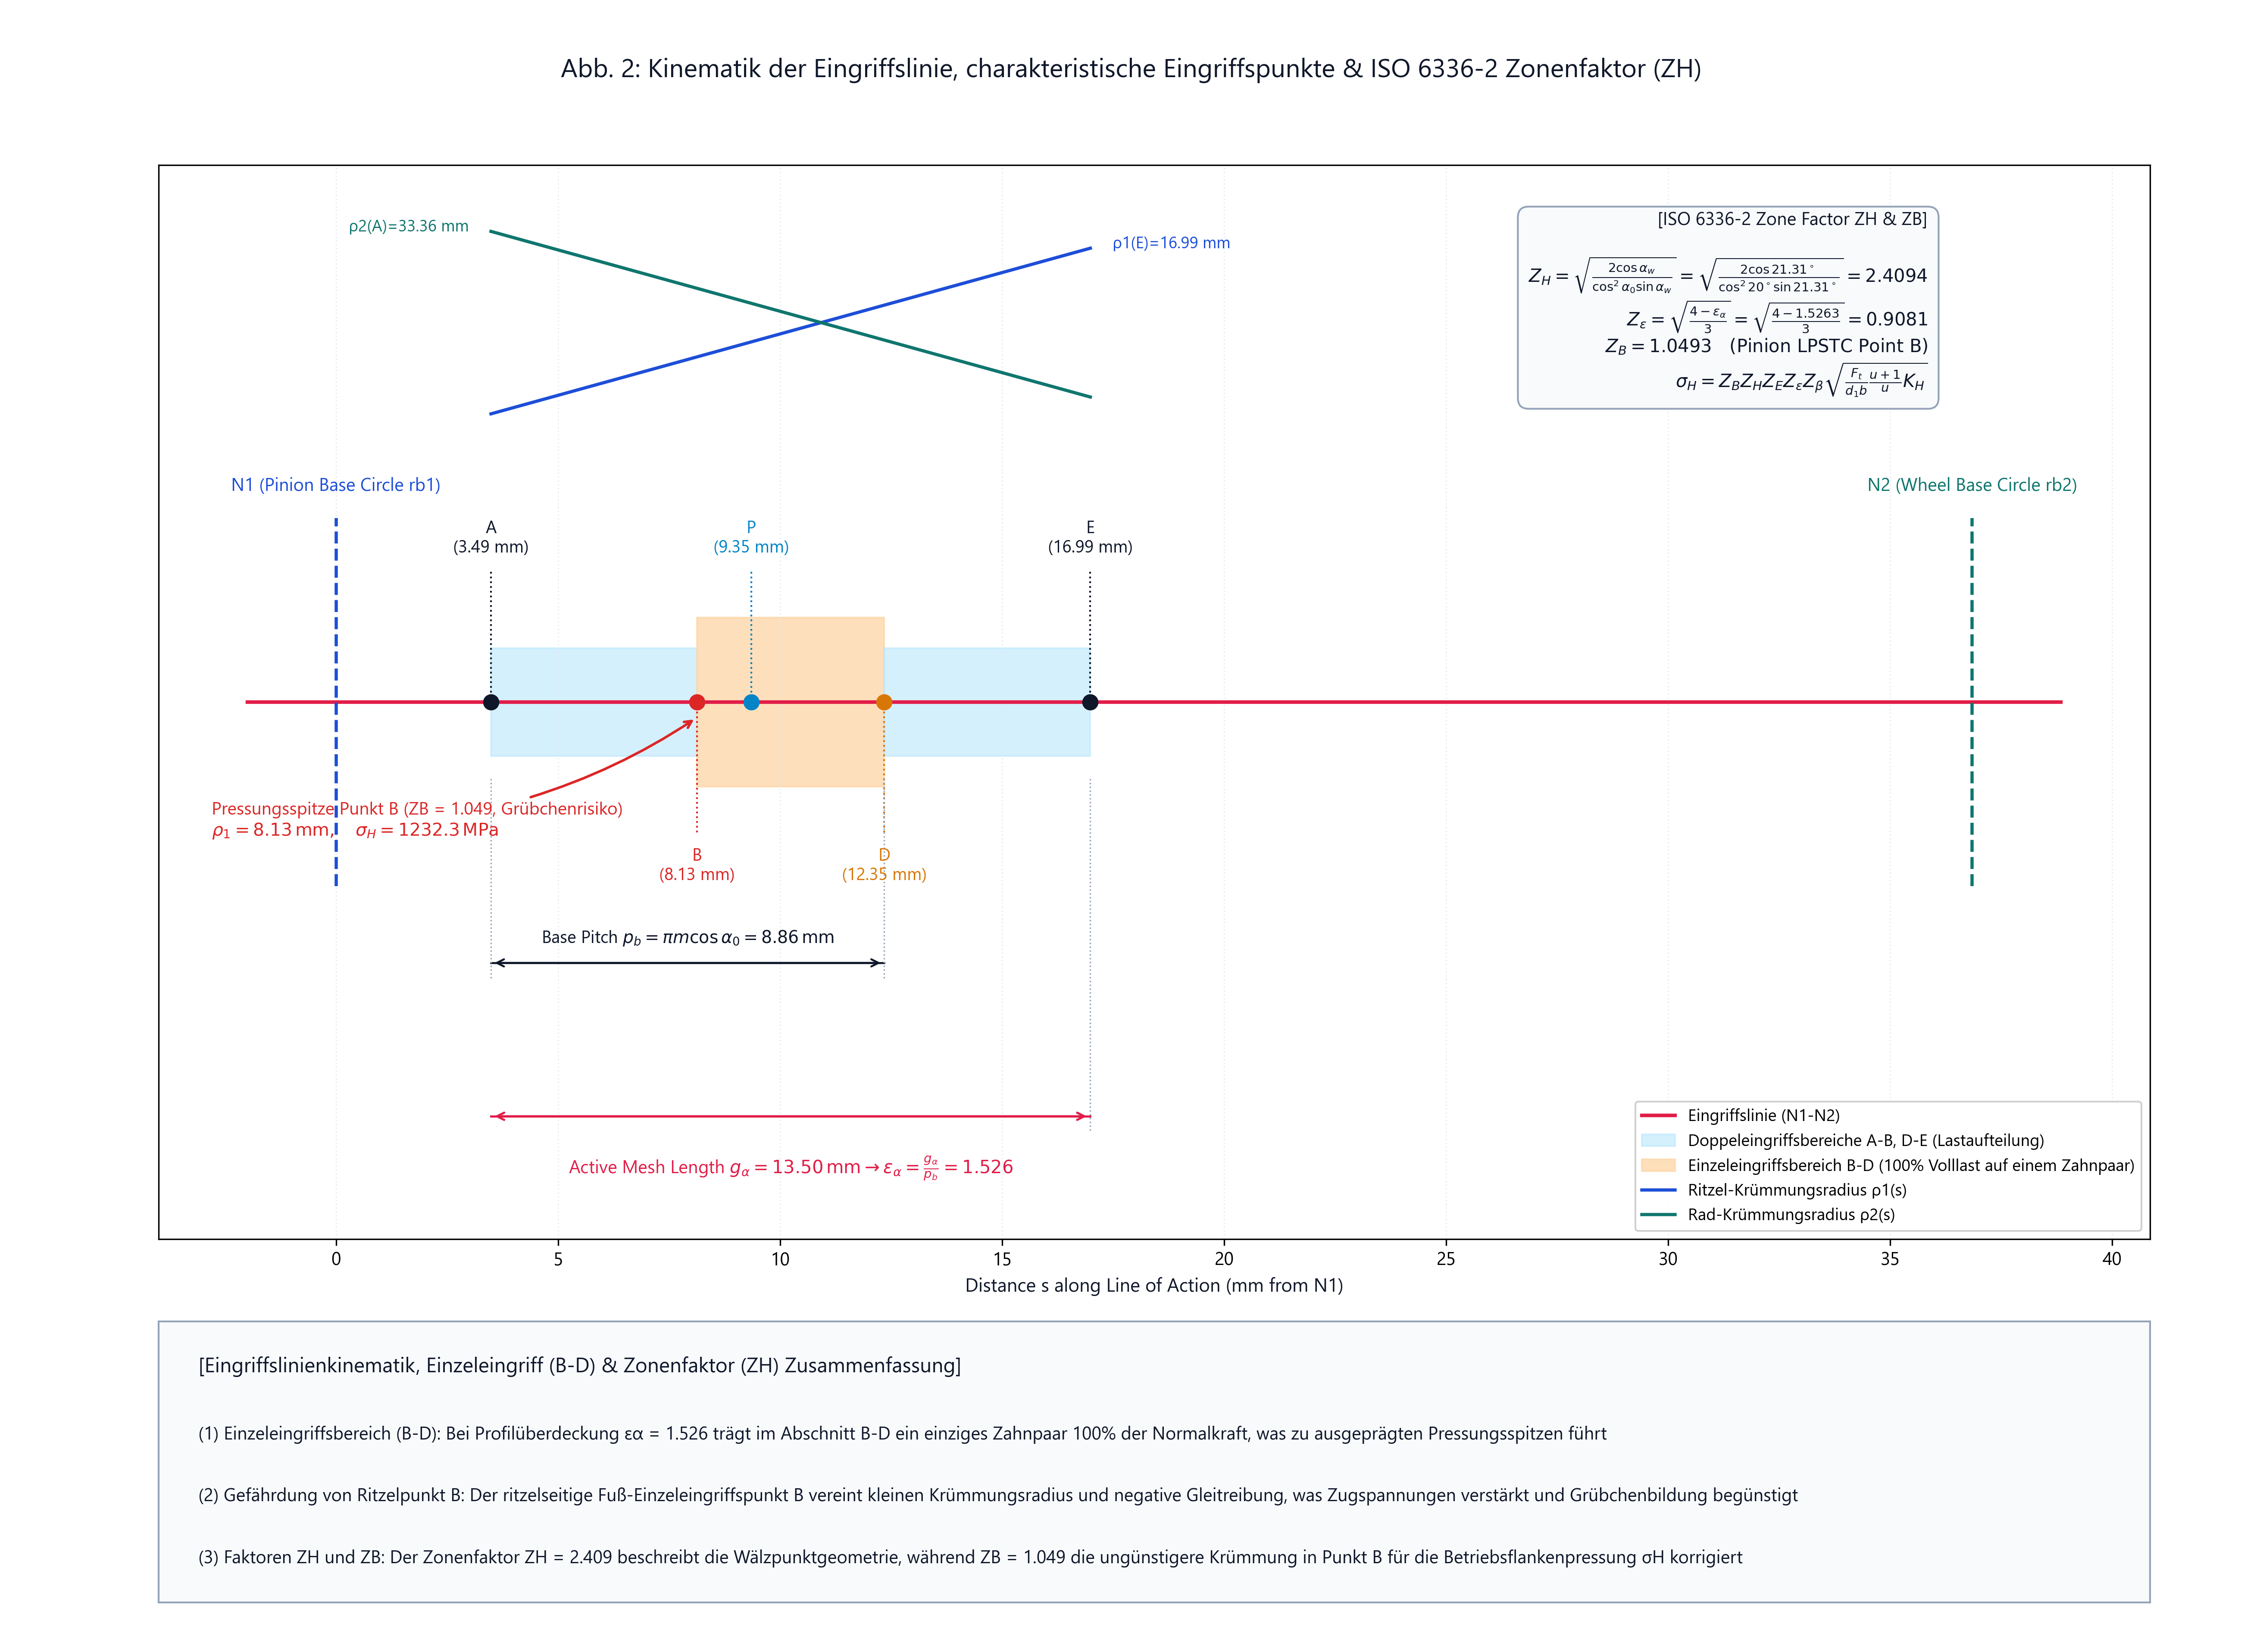 Abb. 2: Kinematik der Eingriffslinie, charakteristische Eingriffspunkte & ISO 6336-2 Zonenfaktor (ZH)
ρ2(A)=33.36 mm
ρ1(E)=16.99 mm
[ISO 6336-2 Zone Factor ZH & ZB]
Z_H = √(2cos α_w / cos² α_0 sin α_w) = √(2cos 21.31° / cos² 20° sin 21.31°) = 2.4094
Z_ε = √((4 − ε_α) / 3) = √((4 − 1.5263) / 3) = 0.9081
Z_B = 1.0493 (Pinion LPSTC Point B)
σ_H = Z_B Z_H Z_E Z_ε Z_β √(F_t / d_1 b · (u + 1) / u · K_H)
N1 (Pinion Base Circle rb1)
N2 (Wheel Base Circle rb2)
A
(3.49 mm)
P
(9.35 mm)
E
(16.99 mm)
Pressungsspitze Punkt B (ZB = 1.049, Grübchenrisiko)
ρ_1 = 8.13 mm, σ_H = 1232.3 MPa
B
(8.13 mm)
D
(12.35 mm)
Base Pitch p_b = πm cos α_0 = 8.86 mm
Active Mesh Length g_α = 13.50 mm → ε_α = g_α / p_b = 1.526
Eingriffslinie (N1-N2)
Doppeleingriffsbereiche A-B, D-E (Lastaufteilung)
Einzeleingriffsbereich B-D (100% Volllast auf einem Zahnpaar)
Ritzel-Krümmungsradius ρ1(s)
Rad-Krümmungsradius ρ2(s)
0 5 10 15 20 25 30 35 40
Distance s along Line of Action (mm from N1)
[Eingriffslinienkinematik, Einzeleingriff (B-D) & Zonenfaktor (ZH) Zusammenfassung]
(1) Einzeleingriffsbereich (B-D): Bei Profilüberdeckung εα = 1.526 trägt im Abschnitt B-D ein einziges Zahnpaar 100% der Normalkraft, was zu ausgeprägten Pressungsspitzen führt
(2) Gefährdung von Ritzelpunkt B: Der ritzelseitige Fuß-Einzeleingriffspunkt B vereint kleinen Krümmungsradius und negative Gleitreibung, was Zugspannungen verstärkt und Grübchenbildung begünstigt
(3) Faktoren ZH und ZB: Der Zonenfaktor ZH = 2.409 beschreibt die Wälzpunktgeometrie, während ZB = 1.049 die ungünstigere Krümmung in Punkt B für die Betriebsflankenpressung σH korrigiert